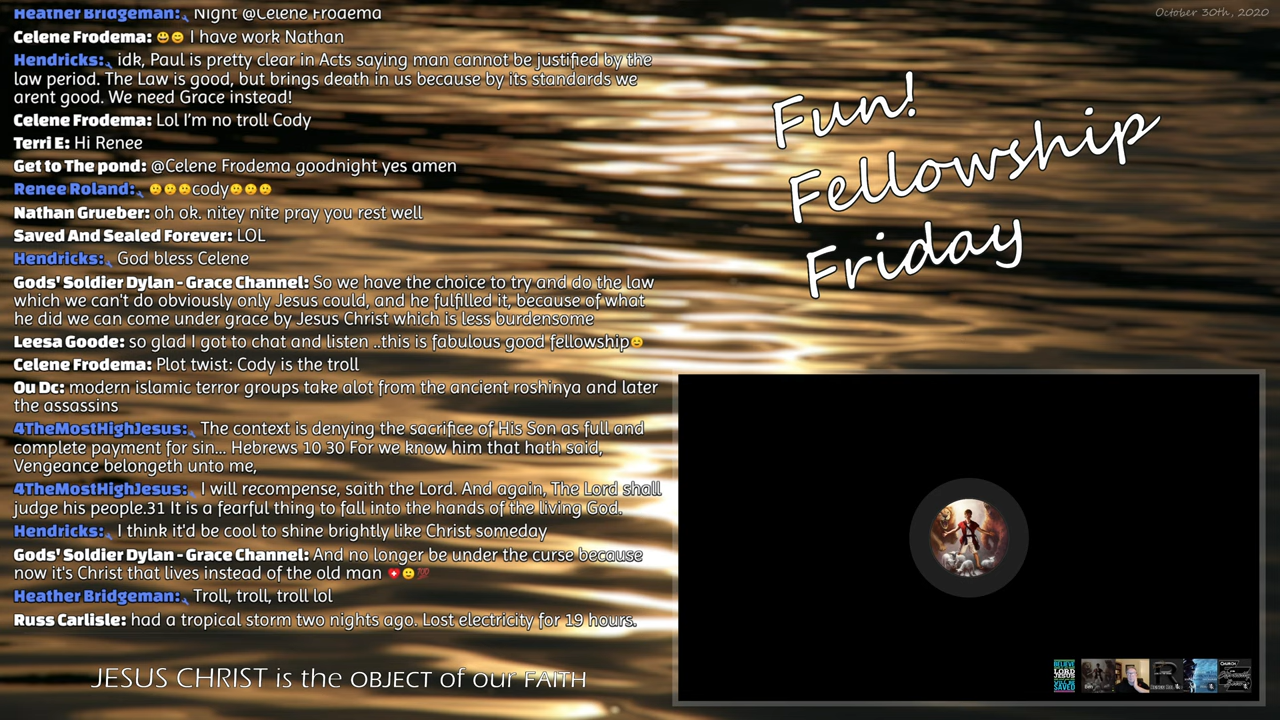 October 30th, 2020
Heather Bridgeman: Night @Celene Frodema
Celene Frodema: 😃😊 I have work Nathan
Hendricks: idk, Paul is pretty clear in Acts saying man cannot be justified by the
law period. The Law is good, but brings death in us because by its standards we
arent good. We need Grace instead!
Celene Frodema: Lol I'm no troll Cody
Terri E: Hi Renee
Get to The pond: @Celene Frodema goodnight yes amen
Renee Roland: cody
Nathan Grueber: oh ok. nitey nite pray you rest well
Saved And Sealed Forever: LOL
Hendricks: God bless Celene
Gods' Soldier Dylan - Grace Channel: So we have the choice to try and do the law
which we can't do obviously only Jesus could, and he fulfilled it, because of what
he did we can come under grace by Jesus Christ which is less burdensome
Leesa Goode: so glad I got to chat and listen ..this is fabulous good fellowship
Celene Frodema: Plot twist: Cody is the troll
Ou Dc: modern islamic terror groups take alot from the ancient roshinya and later
the assassins
4TheMostHighJesus: The context is denying the sacrifice of His Son as full and
complete payment for sin... Hebrews 10 30 For we know him that hath said,
Vengeance belongeth unto me,
4TheMostHighJesus: I will recompense, saith the Lord. And again, The Lord shall
judge his people.31 It is a fearful thing to fall into the hands of the living God.
Hendricks: I think it'd be cool to shine brightly like Christ someday
Gods' Soldier Dylan - Grace Channel: And no longer be under the curse because
now it's Christ that lives instead of the old man 💯
Heather Bridgeman: Troll, troll, troll lol
Russ Carlisle: had a tropical storm two nights ago. Lost electricity for 19 hours.
JESUS CHRIST is the OBJECT of our FAITH
Fun!
Fellowship
Friday
BELIEVE
LORD
JESUS
SAVED
CHURCH